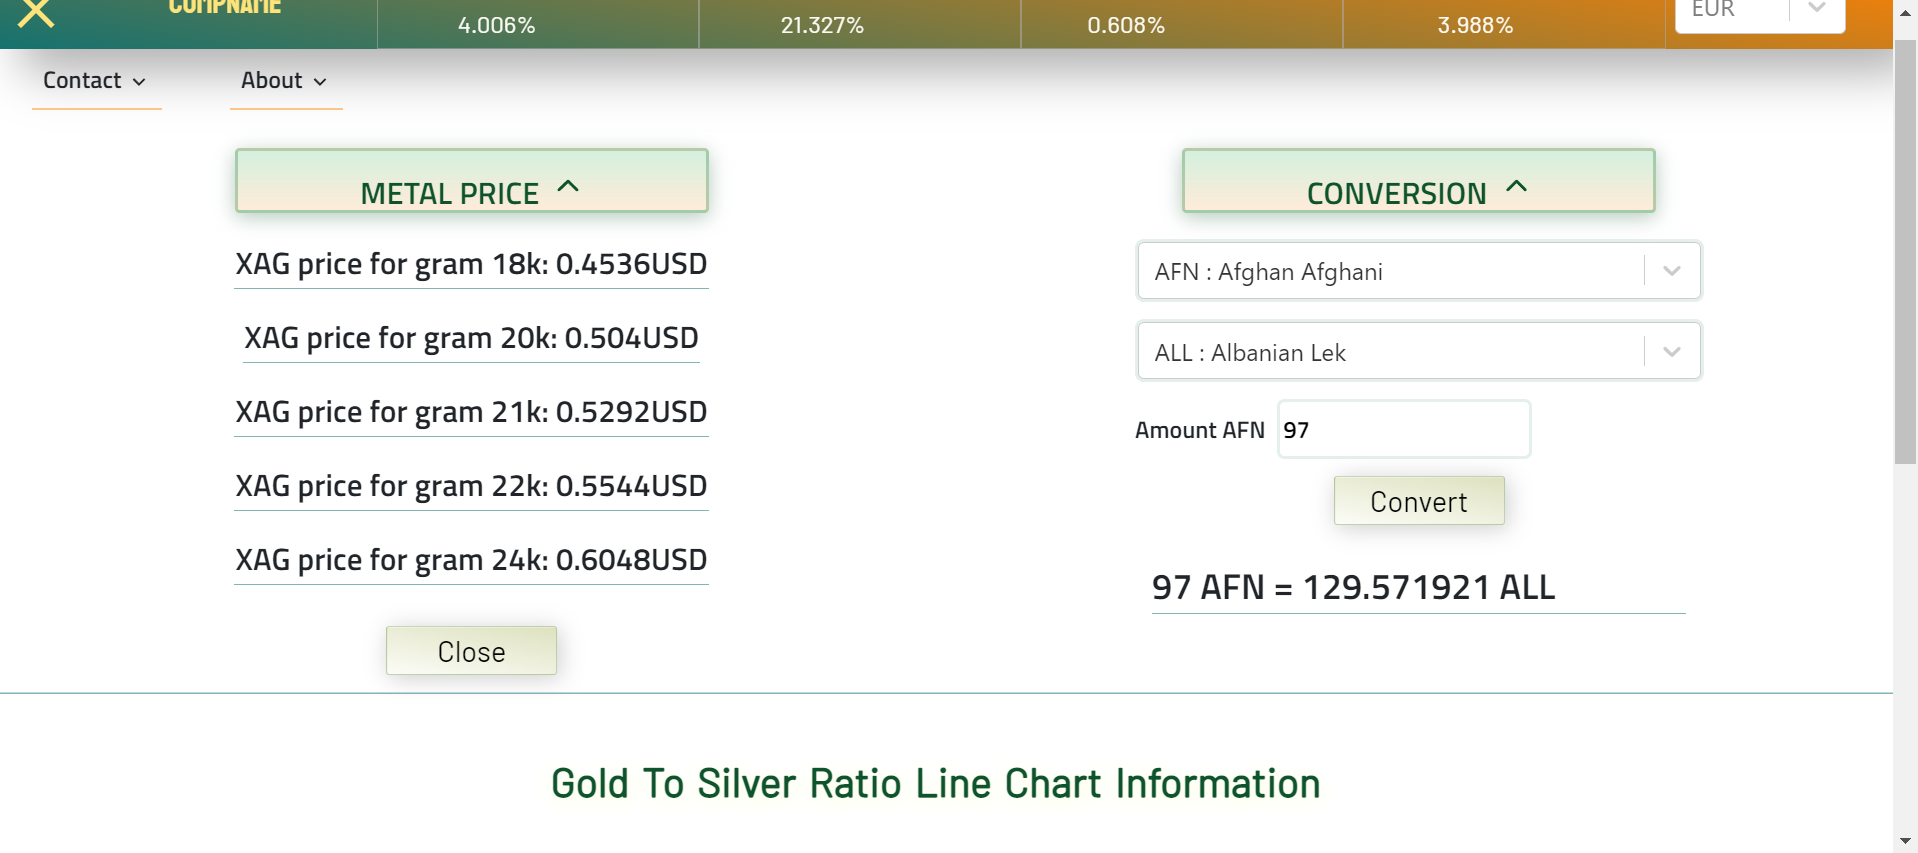 COMPNAME
4.006% 21.327% 0.608% 3.988% EUR
Contact About
METAL PRICE
XAG price for gram 18k: 0.4536USD
XAG price for gram 20k: 0.504USD
XAG price for gram 21k: 0.5292USD
XAG price for gram 22k: 0.5544USD
XAG price for gram 24k: 0.6048USD
Close
CONVERSION
AFN : Afghan Afghani
ALL : Albanian Lek
Amount AFN 97
Convert
97 AFN = 129.571921 ALL
Gold To Silver Ratio Line Chart Information